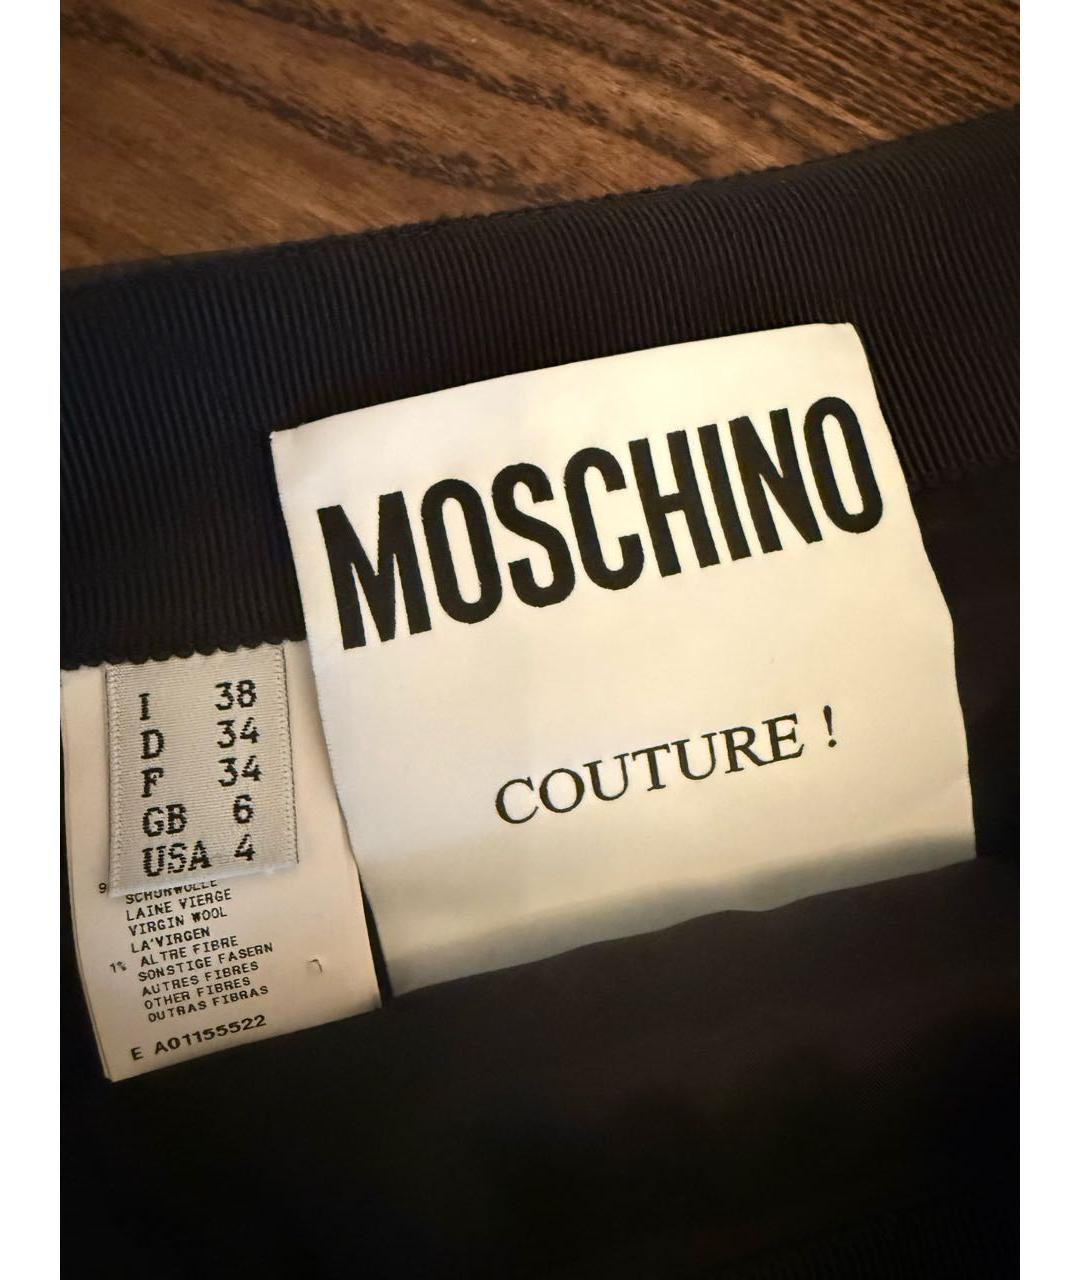 MOSCHINO
COUTURE !
I 38
D 34
F 34
GB 6
USA 4
9
SCHURWOLLE
LAINE VIERGE
VIRGIN WOOL
LA'VIRGEN
1% ALTRE FIBRE
SONSTIGE FASERN
AUTRES FIBRES
OTHER FIBRES
OUTRAS FIBRAS
E A01155522